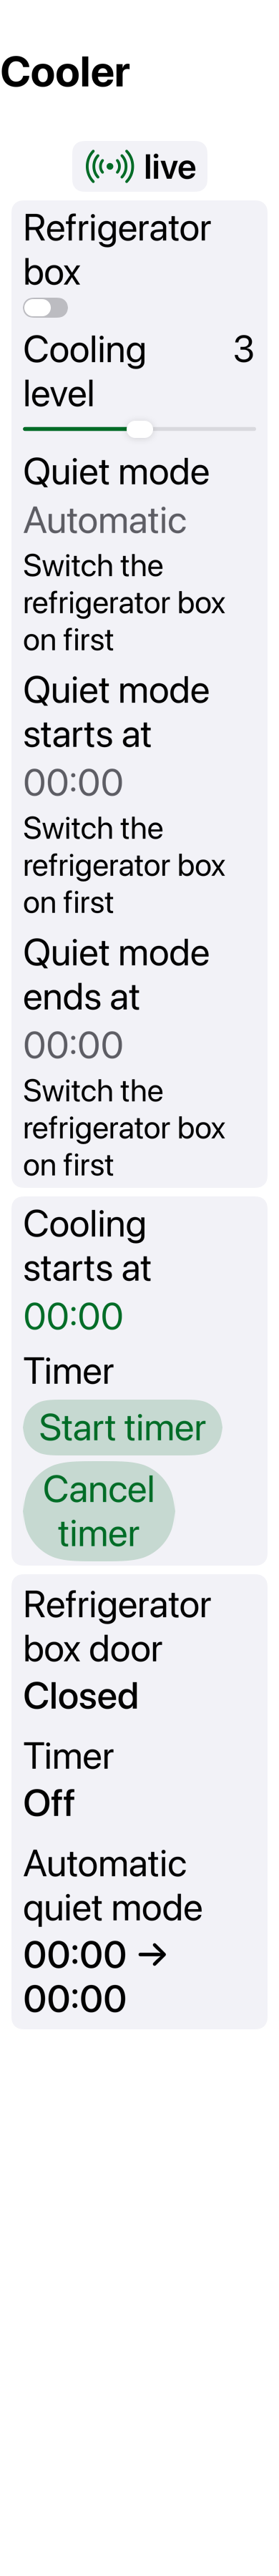 Cooler
live
Refrigerator
box
Cooling 3
level
Quiet mode
Automatic
Switch the
refrigerator box
on first
Quiet mode
starts at
00:00
Switch the
refrigerator box
on first
Quiet mode
ends at
00:00
Switch the
refrigerator box
on first
Cooling
starts at
00:00
Timer
Start timer
Cancel
timer
Refrigerator
box door
Closed
Timer
Off
Automatic
quiet mode
00:00 →
00:00